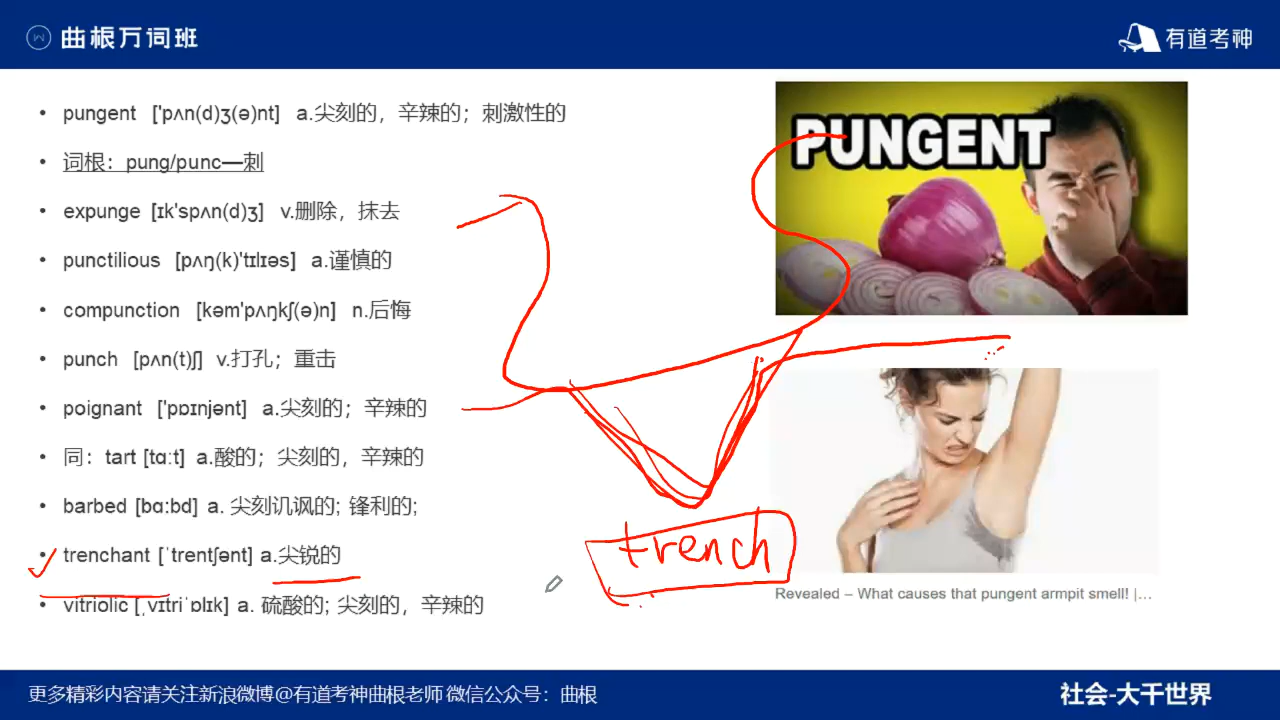 曲根万词班
有道考神
• pungent ['pʌn(d)ʒ(ə)nt] a.尖刻的，辛辣的；刺激性的
• 词根：pung/punc—刺
• expunge [ɪk'spʌn(d)ʒ] v.删除，抹去
• punctilious [pʌŋ(k)'tɪlɪəs] a.谨慎的
• compunction [kəm'pʌŋkʃ(ə)n] n.后悔
• punch [pʌn(t)ʃ] v.打孔；重击
• poignant ['pɒɪnjənt] a.尖刻的；辛辣的
• 同：tart [tɑːt] a.酸的；尖刻的，辛辣的
• barbed [bɑ:bd] a. 尖刻讥讽的; 锋利的;
• trenchant [ˈtrentʃənt] a.尖锐的
• vitriolic [ˌvɪtriˈɒlɪk] a. 硫酸的; 尖刻的，辛辣的
PUNGENT
trench
Revealed – What causes that pungent armpit smell! |...
更多精彩内容请关注新浪微博@有道考神曲根老师 微信公众号：曲根
社会-大千世界